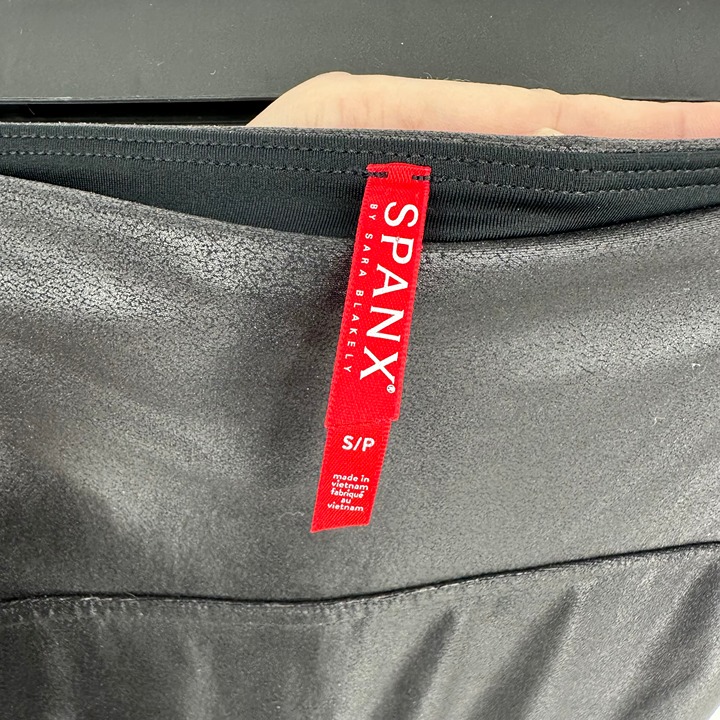 SPANX®
BY SARA BLAKELY
S/P
made in
vietnam
fabriqué
au
vietnam